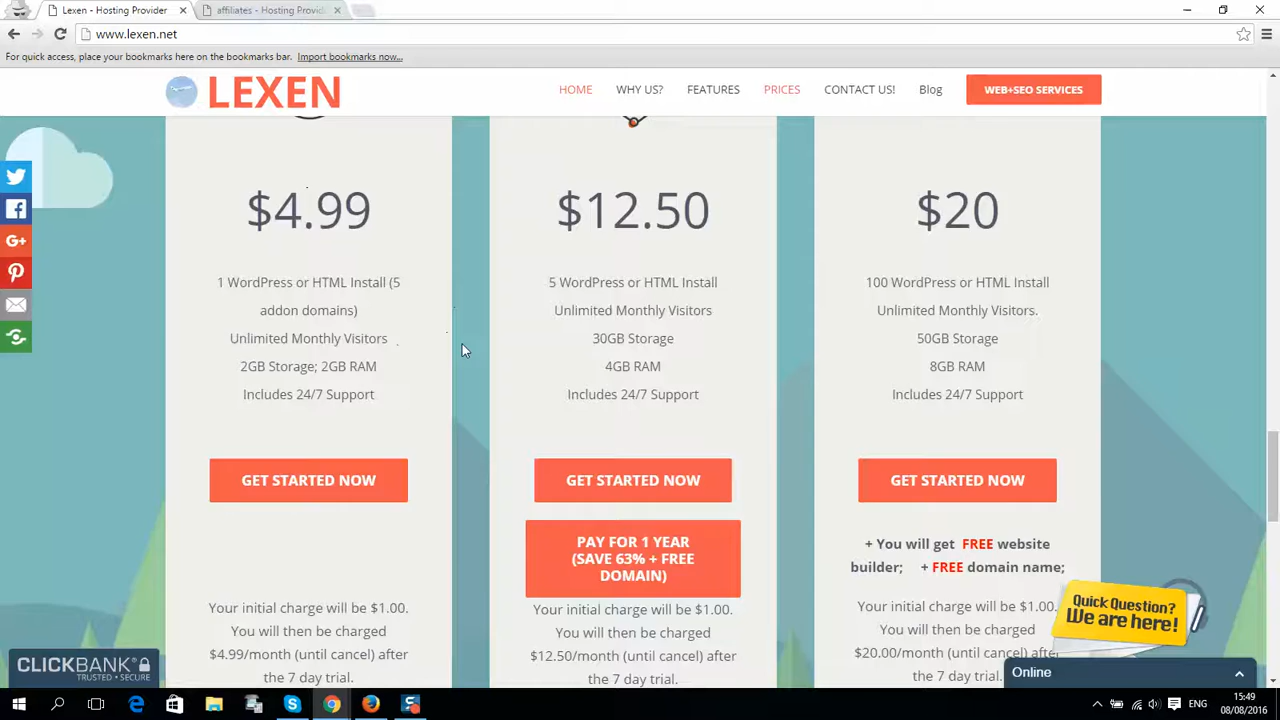 Lexen - Hosting Provider
affiliates - Hosting Provid
www.lexen.net
For quick access, place your bookmarks here on the bookmarks bar. Import bookmarks now...
LEXEN
HOME WHY US? FEATURES PRICES CONTACT US! Blog WEB+SEO SERVICES
$4.99
1 WordPress or HTML Install (5
addon domains)
Unlimited Monthly Visitors
2GB Storage; 2GB RAM
Includes 24/7 Support
GET STARTED NOW
Your initial charge will be $1.00.
You will then be charged
$4.99/month (until cancel) after
the 7 day trial.
$12.50
5 WordPress or HTML Install
Unlimited Monthly Visitors
30GB Storage
4GB RAM
Includes 24/7 Support
GET STARTED NOW
PAY FOR 1 YEAR
(SAVE 63% + FREE
DOMAIN)
Your initial charge will be $1.00.
You will then be charged
$12.50/month (until cancel) after
the 7 day trial.
$20
100 WordPress or HTML Install
Unlimited Monthly Visitors.
50GB Storage
8GB RAM
Includes 24/7 Support
GET STARTED NOW
+ You will get FREE website
builder; + FREE domain name;
Your initial charge will be $1.00.
You will then be charged
$20.00/month (until cancel) after
the 7 day trial.
Quick Question?
We are here!
Online
CLICKBANK®
TRUSTED · SECURE
ENG
15:49
08/08/2016